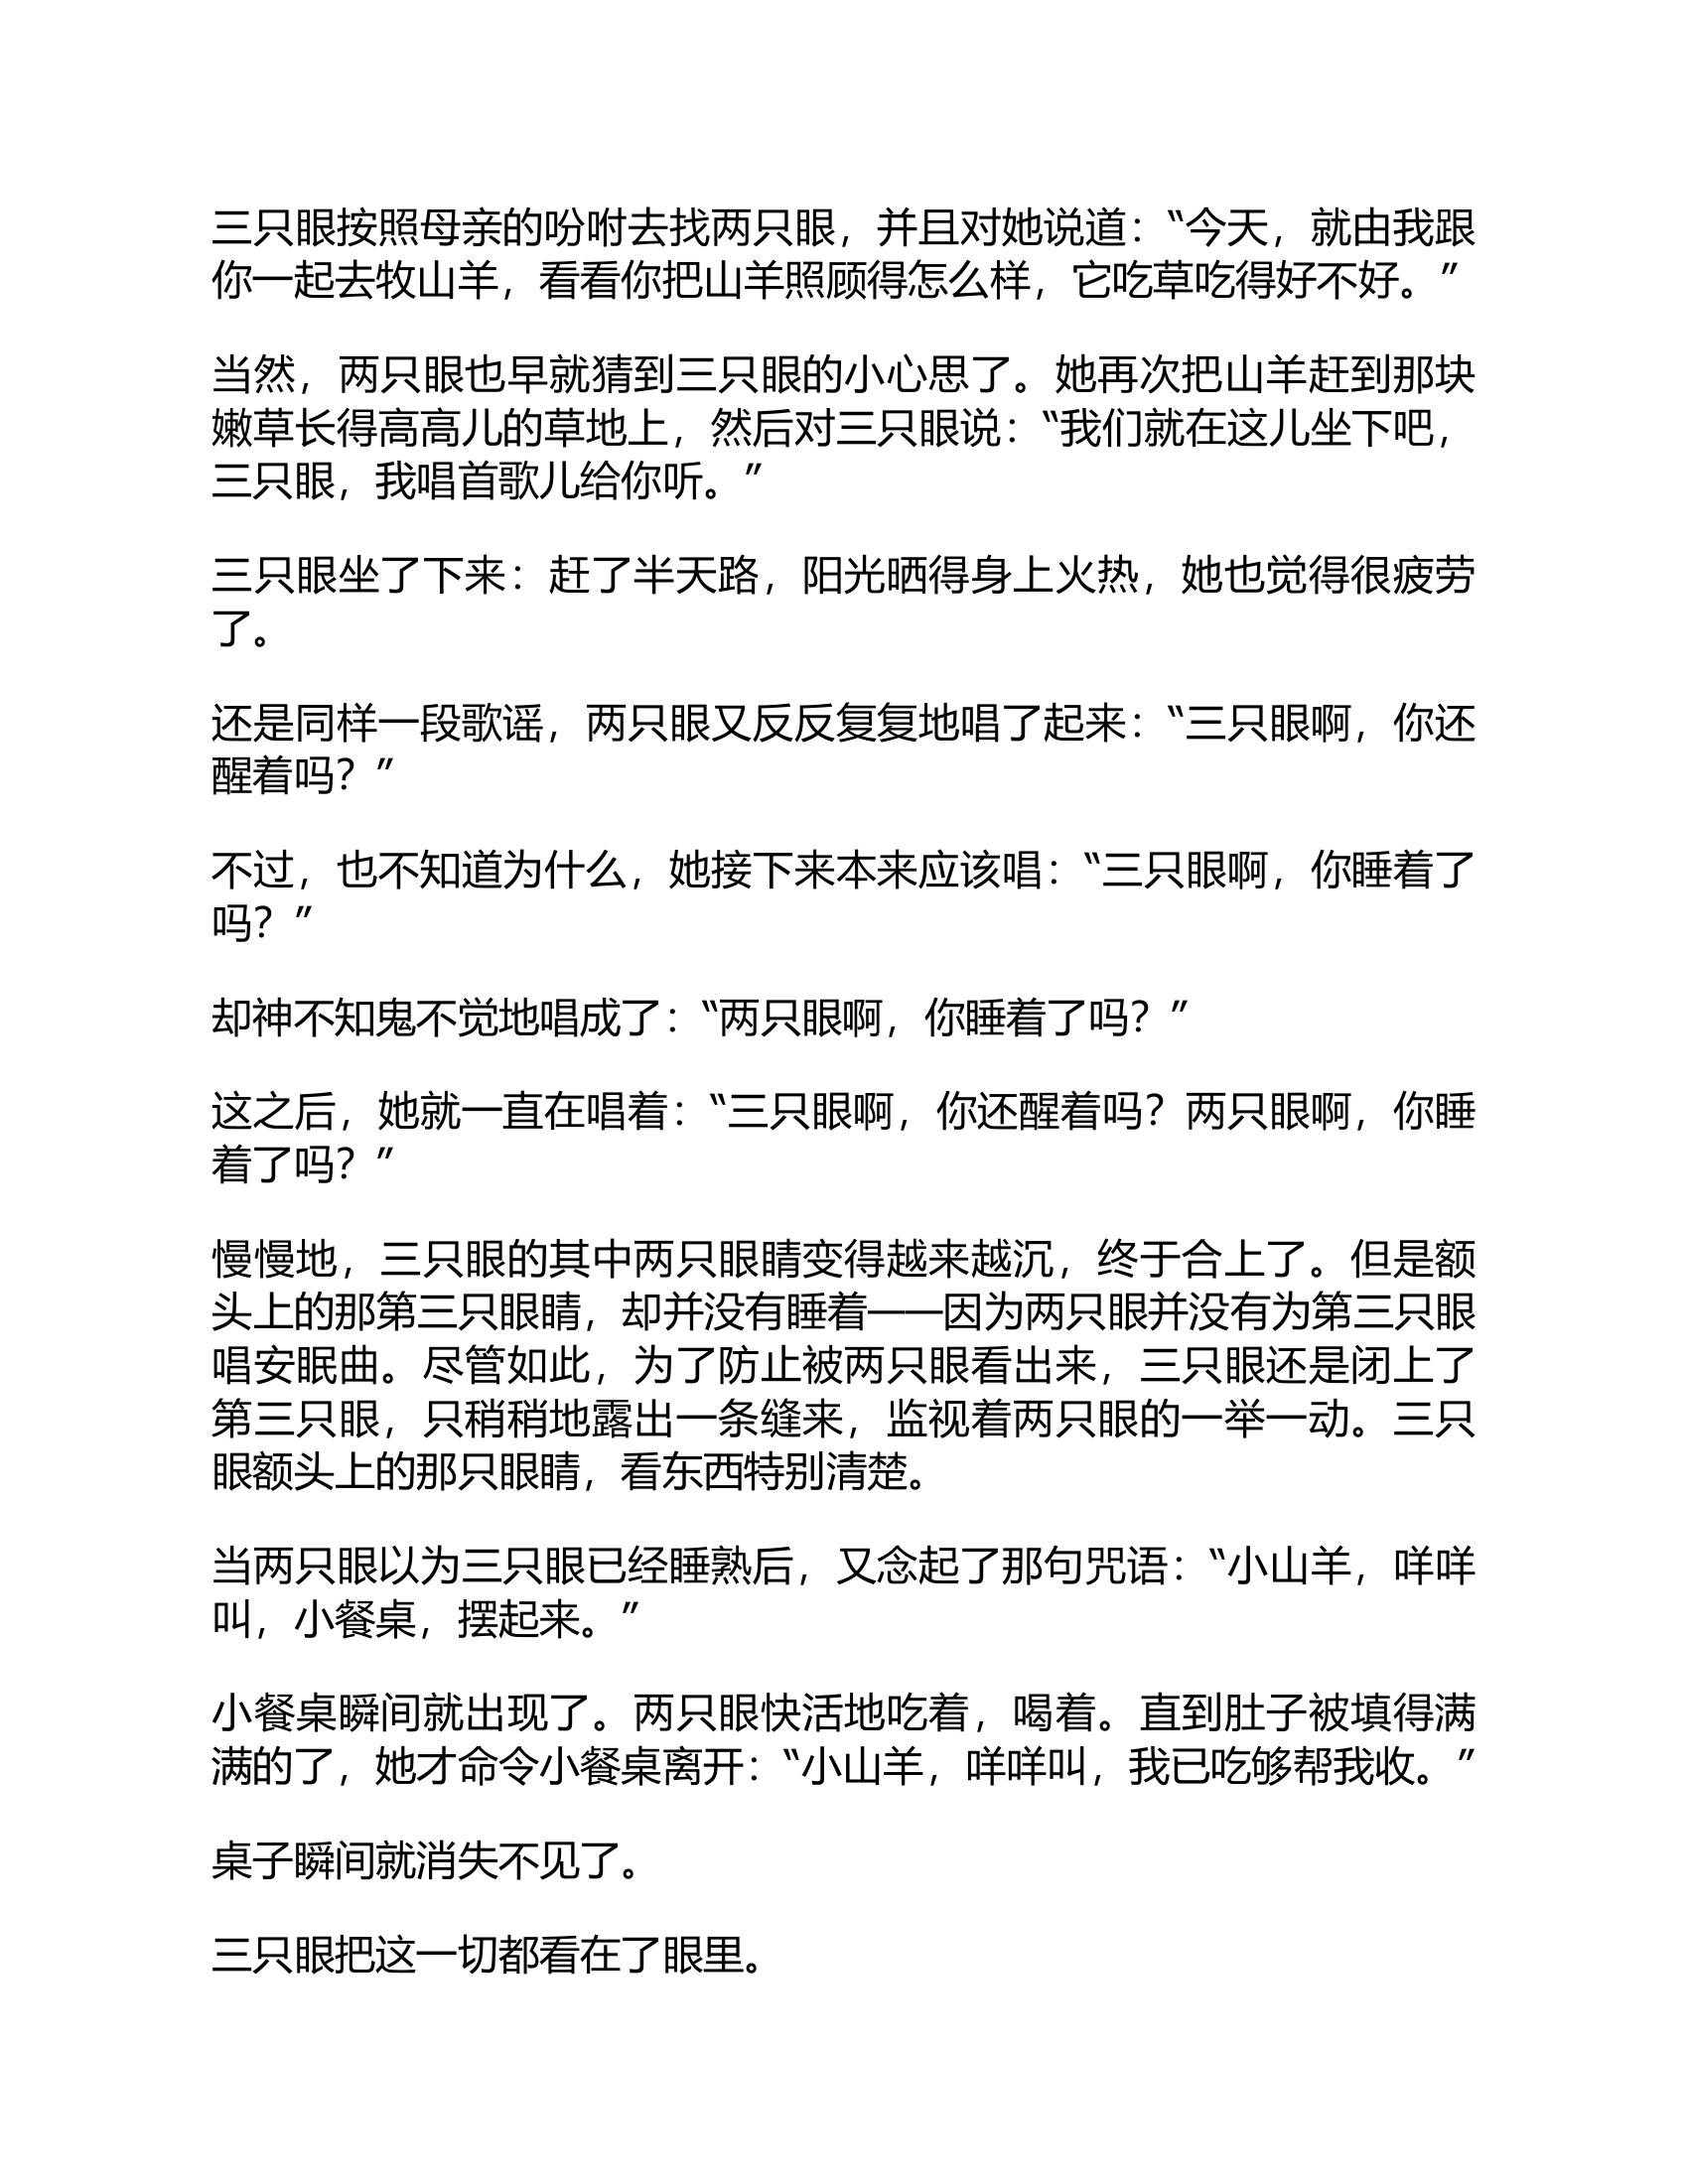 三只眼按照母亲的吩咐去找两只眼，并且对她说道：“今天，就由我跟
你一起去牧山羊，看看你把山羊照顾得怎么样，它吃草吃得好不好。”
当然，两只眼也早就猜到三只眼的小心思了。她再次把山羊赶到那块
嫩草长得高高儿的草地上，然后对三只眼说：“我们就在这儿坐下吧，
三只眼，我唱首歌儿给你听。”
三只眼坐了下来：赶了半天路，阳光晒得身上火热，她也觉得很疲劳
了。
还是同样一段歌谣，两只眼又反反复复地唱了起来：“三只眼啊，你还
醒着吗？”
不过，也不知道为什么，她接下来本来应该唱：“三只眼啊，你睡着了
吗？”
却神不知鬼不觉地唱成了：“两只眼啊，你睡着了吗？”
这之后，她就一直在唱着：“三只眼啊，你还醒着吗？两只眼啊，你睡
着了吗？”
慢慢地，三只眼的其中两只眼睛变得越来越沉，终于合上了。但是额
头上的那第三只眼睛，却并没有睡着——因为两只眼并没有为第三只眼
唱安眠曲。尽管如此，为了防止被两只眼看出来，三只眼还是闭上了
第三只眼，只稍稍地露出一条缝来，监视着两只眼的一举一动。三只
眼额头上的那只眼睛，看东西特别清楚。
当两只眼以为三只眼已经睡熟后，又念起了那句咒语：“小山羊，咩咩
叫，小餐桌，摆起来。”
小餐桌瞬间就出现了。两只眼快活地吃着，喝着。直到肚子被填得满
满的了，她才命令小餐桌离开：“小山羊，咩咩叫，我已吃够帮我收。”
桌子瞬间就消失不见了。
三只眼把这一切都看在了眼里。